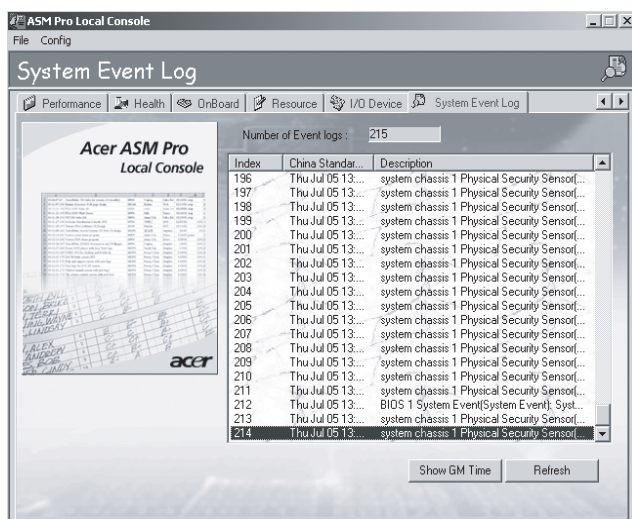 ASM Pro Local Console
File Config
System Event Log
Performance Health OnBoard Resource I/O Device System Event Log
Acer ASM Pro
Local Console
acer
Number of Event logs : 215
Index China Standar... Description
196 Thu Jul 05 13:... system chassis 1 Physical Security Sensor(...
197 Thu Jul 05 13:... system chassis 1 Physical Security Sensor(...
198 Thu Jul 05 13:... system chassis 1 Physical Security Sensor(...
199 Thu Jul 05 13:... system chassis 1 Physical Security Sensor(...
200 Thu Jul 05 13:... system chassis 1 Physical Security Sensor(...
201 Thu Jul 05 13:... system chassis 1 Physical Security Sensor(...
202 Thu Jul 05 13:... system chassis 1 Physical Security Sensor(...
203 Thu Jul 05 13:... system chassis 1 Physical Security Sensor(...
204 Thu Jul 05 13:... system chassis 1 Physical Security Sensor(...
205 Thu Jul 05 13:... system chassis 1 Physical Security Sensor(...
206 Thu Jul 05 13:... system chassis 1 Physical Security Sensor(...
207 Thu Jul 05 13:... system chassis 1 Physical Security Sensor(...
208 Thu Jul 05 13:... system chassis 1 Physical Security Sensor(...
209 Thu Jul 05 13:... system chassis 1 Physical Security Sensor(...
210 Thu Jul 05 13:... system chassis 1 Physical Security Sensor(...
211 Thu Jul 05 13:... system chassis 1 Physical Security Sensor(...
212 Thu Jul 05 13:... BIOS 1 System Event(System Event): Syst...
213 Thu Jul 05 13:... system chassis 1 Physical Security Sensor(...
214 Thu Jul 05 13:... system chassis 1 Physical Security Sensor(...
Show GM Time Refresh